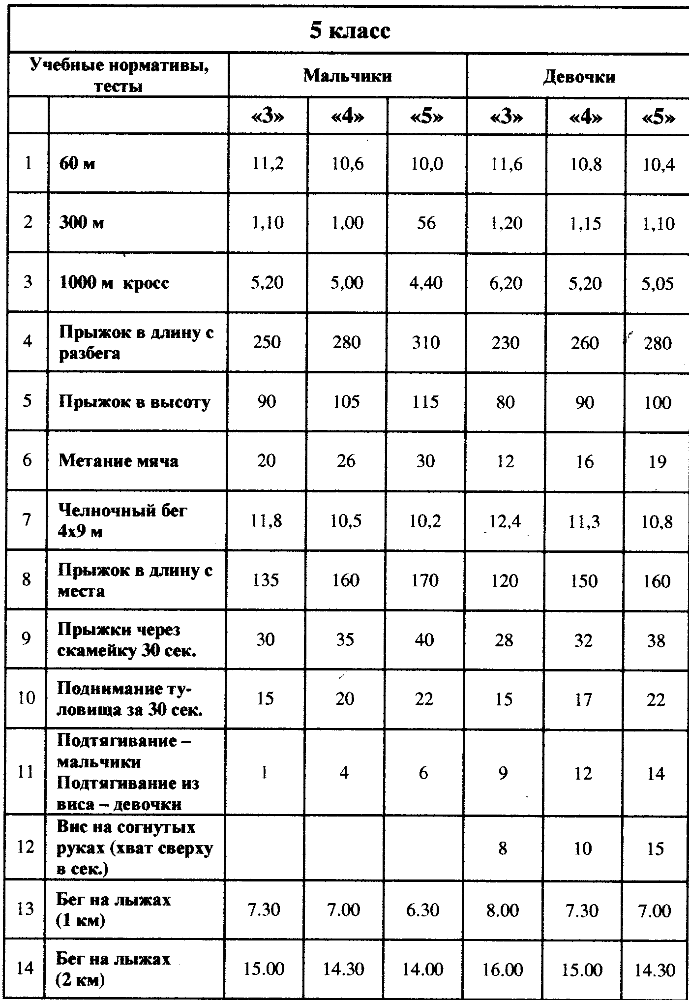 5 класс
Учебные нормативы,
тесты
Мальчики
Девочки
«3» «4» «5» «3» «4» «5»
1 60 м 11,2 10,6 10,0 11,6 10,8 10,4
2 300 м 1,10 1,00 56 1,20 1,15 1,10
3 1000 м кросс 5,20 5,00 4,40 6,20 5,20 5,05
4 Прыжок в длину с
разбега
250 280 310 230 260 280
5 Прыжок в высоту 90 105 115 80 90 100
6 Метание мяча 20 26 30 12 16 19
7 Челночный бег
4х9 м
11,8 10,5 10,2 12,4 11,3 10,8
8 Прыжок в длину с
места
135 160 170 120 150 160
9 Прыжки через
скамейку 30 сек.
30 35 40 28 32 38
10 Поднимание ту-
ловища за 30 сек.
15 20 22 15 17 22
11 Подтягивание –
мальчики
Подтягивание из
виса – девочки
1 4 6 9 12 14
12 Вис на согнутых
руках (хват сверху
в сек.)
8 10 15
13 Бег на лыжах
(1 км)
7.30 7.00 6.30 8.00 7.30 7.00
14 Бег на лыжах
(2 км)
15.00 14.30 14.00 16.00 15.00 14.30